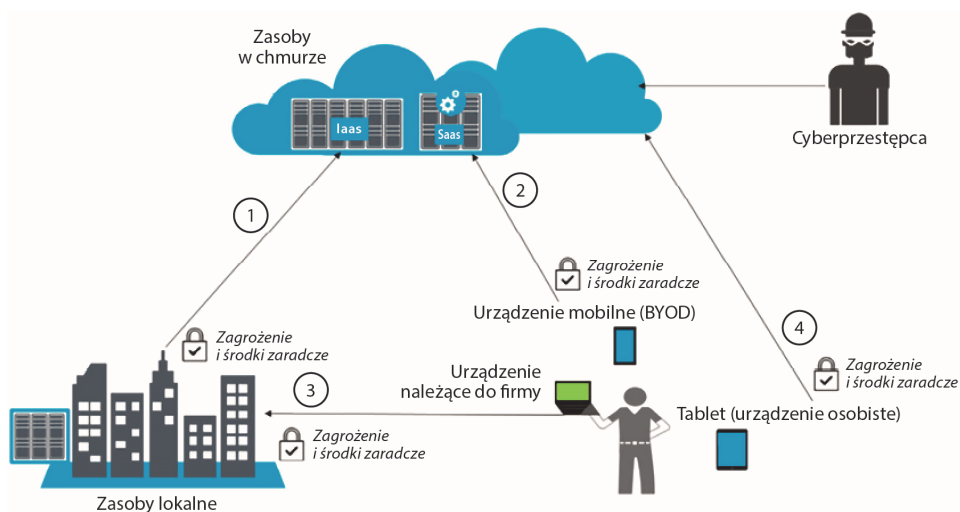 Zasoby
w chmurze
Iaas
Saas
Cyberprzestępca
1
2
Zagrożenie
i środki zaradcze
Urządzenie mobilne (BYOD)
4
Zagrożenie
i środki zaradcze
Urządzenie
należące do firmy
3
Zagrożenie
i środki zaradcze
Tablet (urządzenie osobiste)
Zagrożenie
i środki zaradcze
Zasoby lokalne